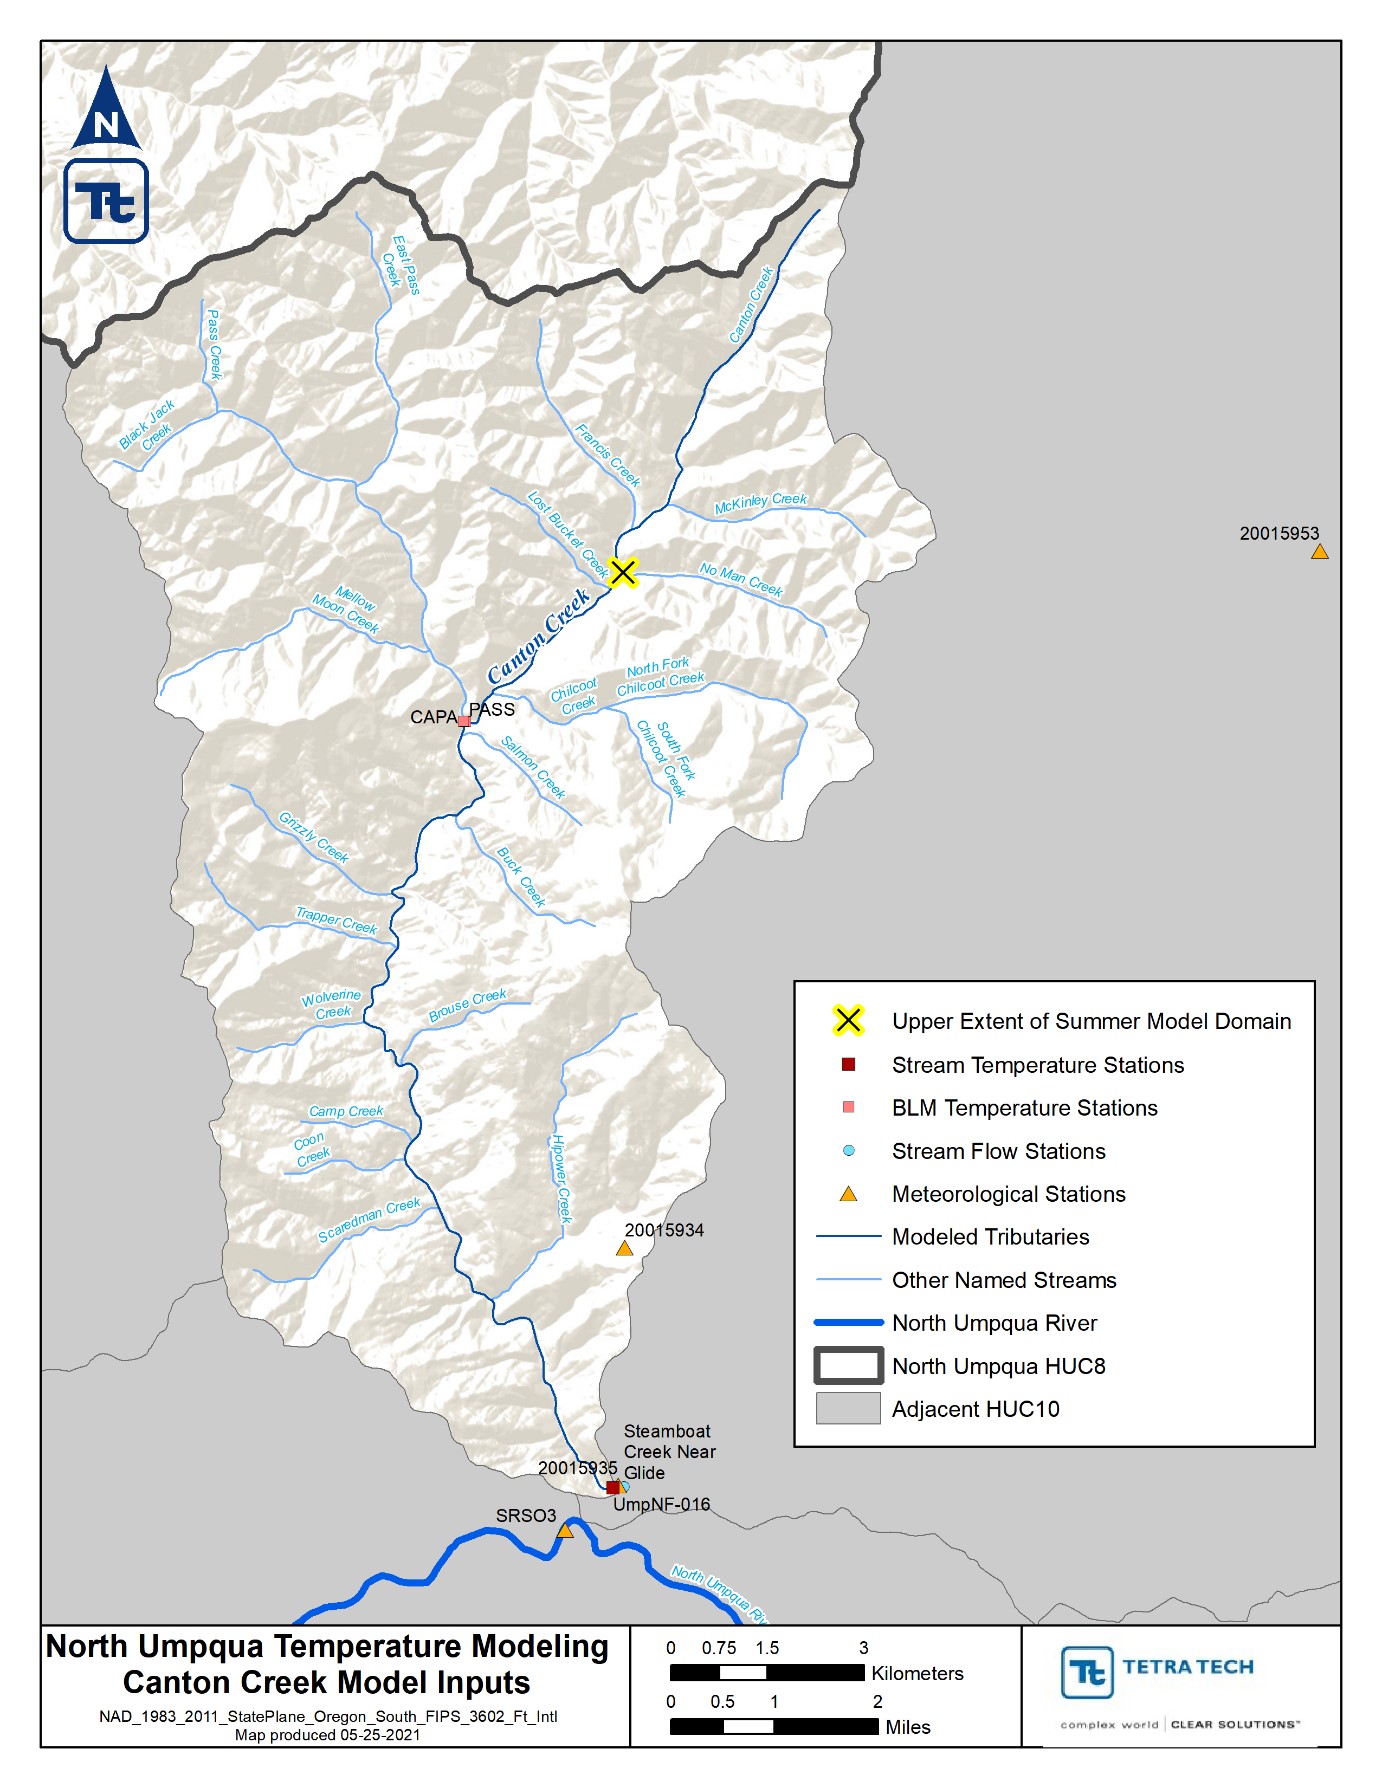 N
Tt
East Pass
Creek
Canton Creek
Pass Creek
Black Jack
Creek
Francis Creek
McKinley Creek
Lost Bucket Creek
20015953
No Man Creek
Mellow
Moon Creek
Canton Creek
North Fork
Chilcoot Creek
Chilcoot
Creek
CAPA
PASS
South Fork
Chilcoot Creek
Salmon Creek
Grizzly Creek
Buck Creek
Trapper Creek
Wolverine
Creek
Brouse Creek
Camp Creek
Coon
Creek
Hipower Creek
Scaredman Creek
20015934
Upper Extent of Summer Model Domain
Stream Temperature Stations
BLM Temperature Stations
Stream Flow Stations
Meteorological Stations
Modeled Tributaries
Other Named Streams
North Umpqua River
North Umpqua HUC8
Adjacent HUC10
Steamboat
Creek Near
Glide
20015935
UmpNF-016
SRSO3
North Umpqua Riv
North Umpqua Temperature Modeling
Canton Creek Model Inputs
NAD_1983_2011_StatePlane_Oregon_South_FIPS_3602_Ft_Intl
Map produced 05-25-2021
0 0.75 1.5 3
Kilometers
0 0.5 1 2
Miles
Tt TETRA TECH
complex world | CLEAR SOLUTIONS™